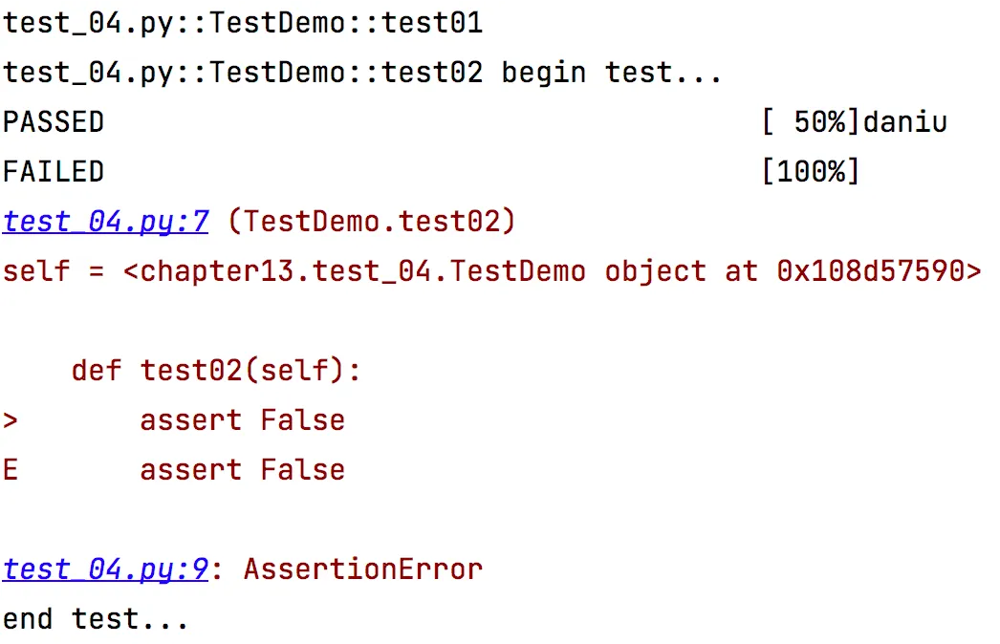 test_04.py::TestDemo::test01
test_04.py::TestDemo::test02 begin test...
PASSED                                      [ 50%]daniu
FAILED                                      [100%]
test_04.py:7 (TestDemo.test02)
self = <chapter13.test_04.TestDemo object at 0x108d57590>
    def test02(self):
>       assert False
E       assert False
test_04.py:9: AssertionError
end test...